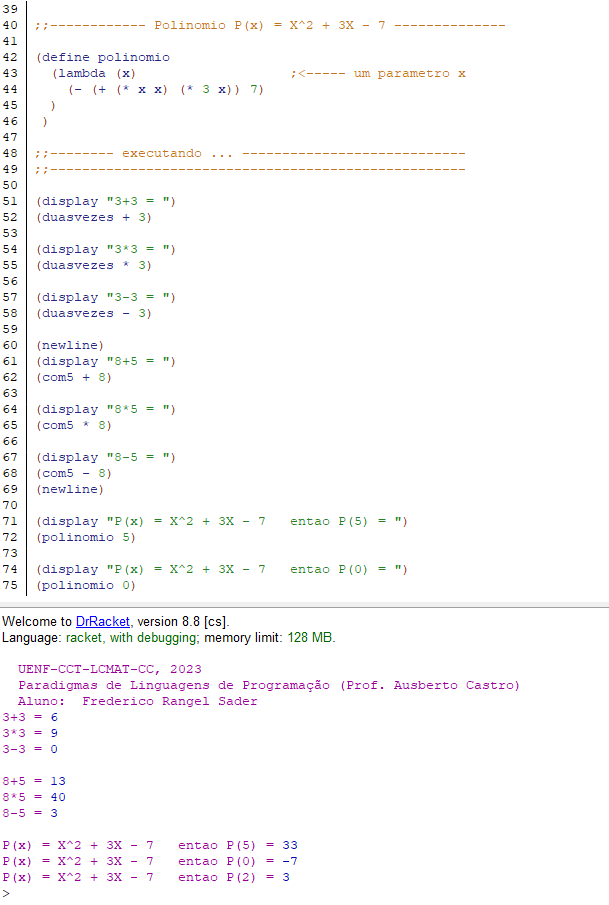 39
40 ;;------------ Polinomio P(x) = X^2 + 3X - 7 --------------
41
42 (define polinomio
43   (lambda (x)                   ;<----- um parametro x
44     (- (+ (* x x) (* 3 x)) 7)
45   )
46  )
47
48 ;;-------- executando ... ----------------------------
49 ;;----------------------------------------------------
50
51 (display "3+3 = ")
52 (duasvezes + 3)
53
54 (display "3*3 = ")
55 (duasvezes * 3)
56
57 (display "3-3 = ")
58 (duasvezes - 3)
59
60 (newline)
61 (display "8+5 = ")
62 (com5 + 8)
63
64 (display "8*5 = ")
65 (com5 * 8)
66
67 (display "8-5 = ")
68 (com5 - 8)
69 (newline)
70
71 (display "P(x) = X^2 + 3X - 7   entao P(5) = ")
72 (polinomio 5)
73
74 (display "P(x) = X^2 + 3X - 7   entao P(0) = ")
75 (polinomio 0)
Welcome to DrRacket, version 8.8 [cs].
Language: racket, with debugging; memory limit: 128 MB.
  UENF-CCT-LCMAT-CC, 2023
  Paradigmas de Linguagens de Programação (Prof. Ausberto Castro)
  Aluno:  Frederico Rangel Sader
3+3 = 6
3*3 = 9
3-3 = 0

8+5 = 13
8*5 = 40
8-5 = 3

P(x) = X^2 + 3X - 7   entao P(5) = 33
P(x) = X^2 + 3X - 7   entao P(0) = -7
P(x) = X^2 + 3X - 7   entao P(2) = 3
>